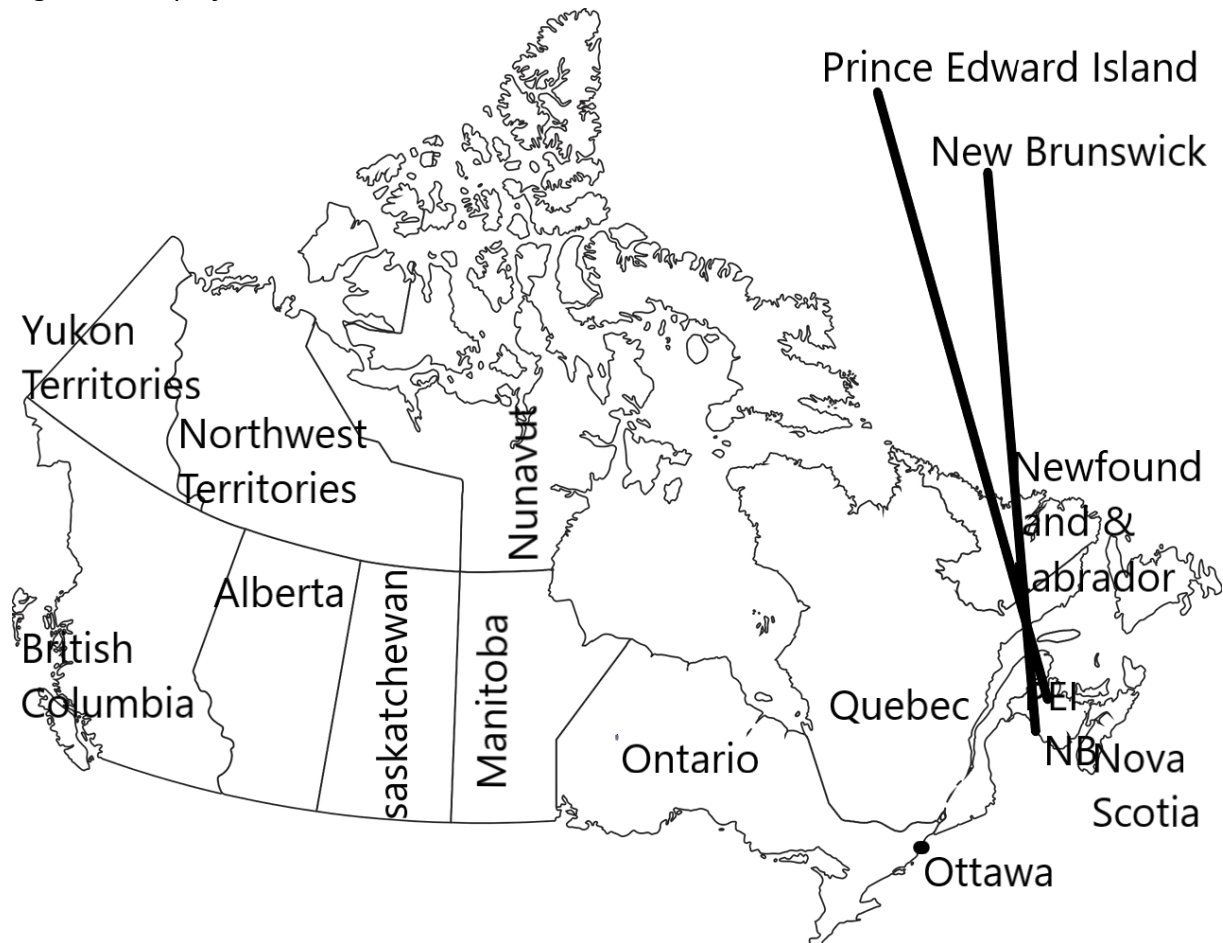 Prince Edward Island
New Brunswick
Yukon
Territories
Northwest
Territories
Nunavut
Newfound
land &
Labrador
Alberta
saskatchewan
Manitoba
British
Columbia
Quebec
Ontario
EI
NB
Nova
Scotia
Ottawa